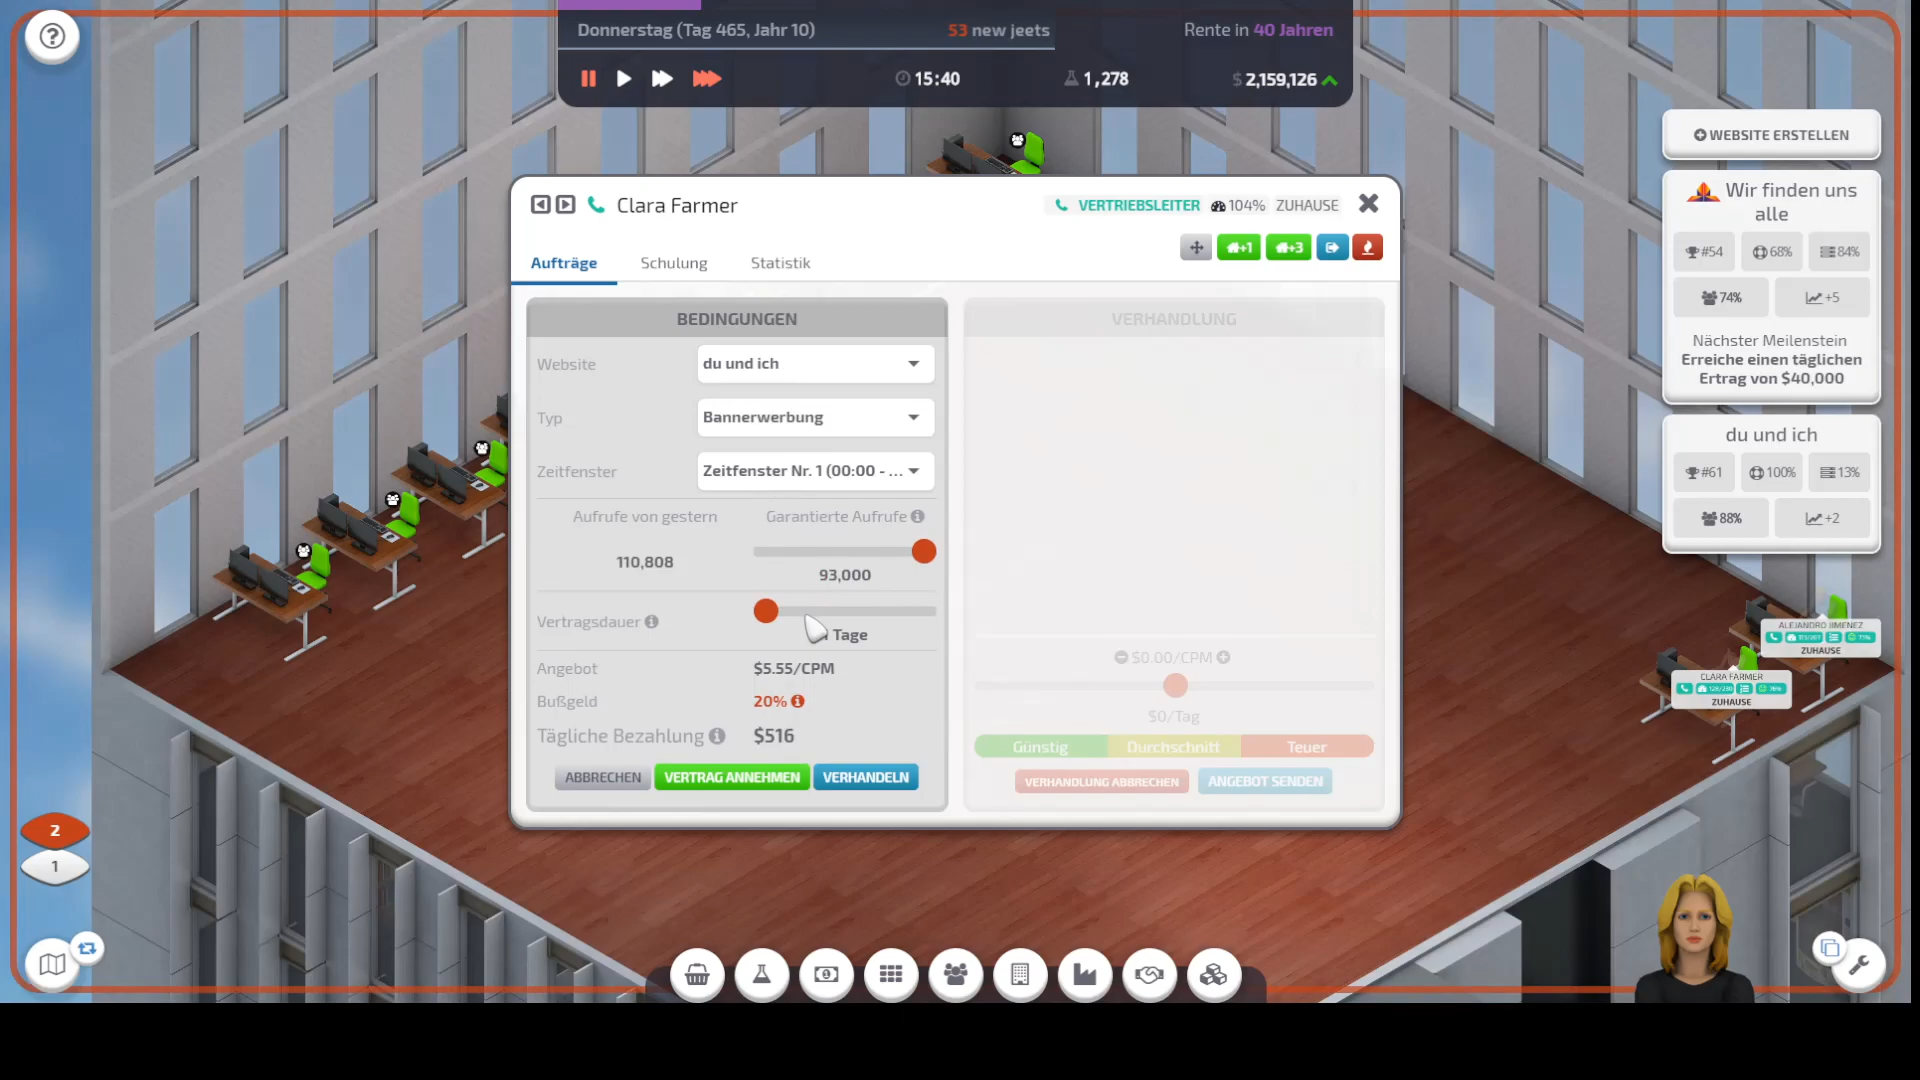 Donnerstag (Tag 465, Jahr 10)
53 new jeets
Rente in 40 Jahren
15:40
1,278
$ 2,159,126
WEBSITE ERSTELLEN
Wir finden uns
alle
#54
68%
84%
74%
+5
Nächster Meilenstein
Erreiche einen täglichen
Ertrag von $40,000
du und ich
#61
100%
13%
88%
+2
Clara Farmer
VERTRIEBSLEITER
104%
ZUHAUSE
+1
+3
Aufträge
Schulung
Statistik
BEDINGUNGEN
Website
du und ich
Typ
Bannerwerbung
Zeitfenster
Zeitfenster Nr. 1 (00:00 - ...
Aufrufe von gestern
Garantierte Aufrufe
110,808
93,000
Vertragsdauer
Tage
Angebot
$5.55/CPM
Bußgeld
20%
Tägliche Bezahlung
$516
ABBRECHEN
VERTRAG ANNEHMEN
VERHANDELN
VERHANDLUNG
$0.00/CPM
$0/Tag
Günstig
Durchschnitt
Teuer
VERHANDLUNG ABBRECHEN
ANGEBOT SENDEN
ALEJANDRO JIMENEZ
ZUHAUSE
CLARA FARMER
ZUHAUSE
2
1